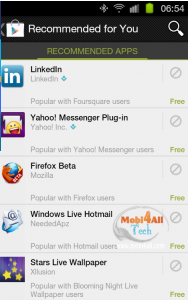 06:54
Recommended for You
RECOMMENDED APPS
in
LinkedIn
LinkedIn
Popular with Foursquare users
Free
Yahoo! Messenger Plug-in
Yahoo! Inc.
Popular with Yahoo! Messenger users
Free
Firefox Beta
Mozilla
Popular with Firefox users
Free
Windows Live Hotmail
NeededApz
Mobi4All
Tech
Popular with Hotmail users
Free
Stars Live Wallpaper
Xllusion
Popular with Blooming Night Live
Wallpaper users
Free